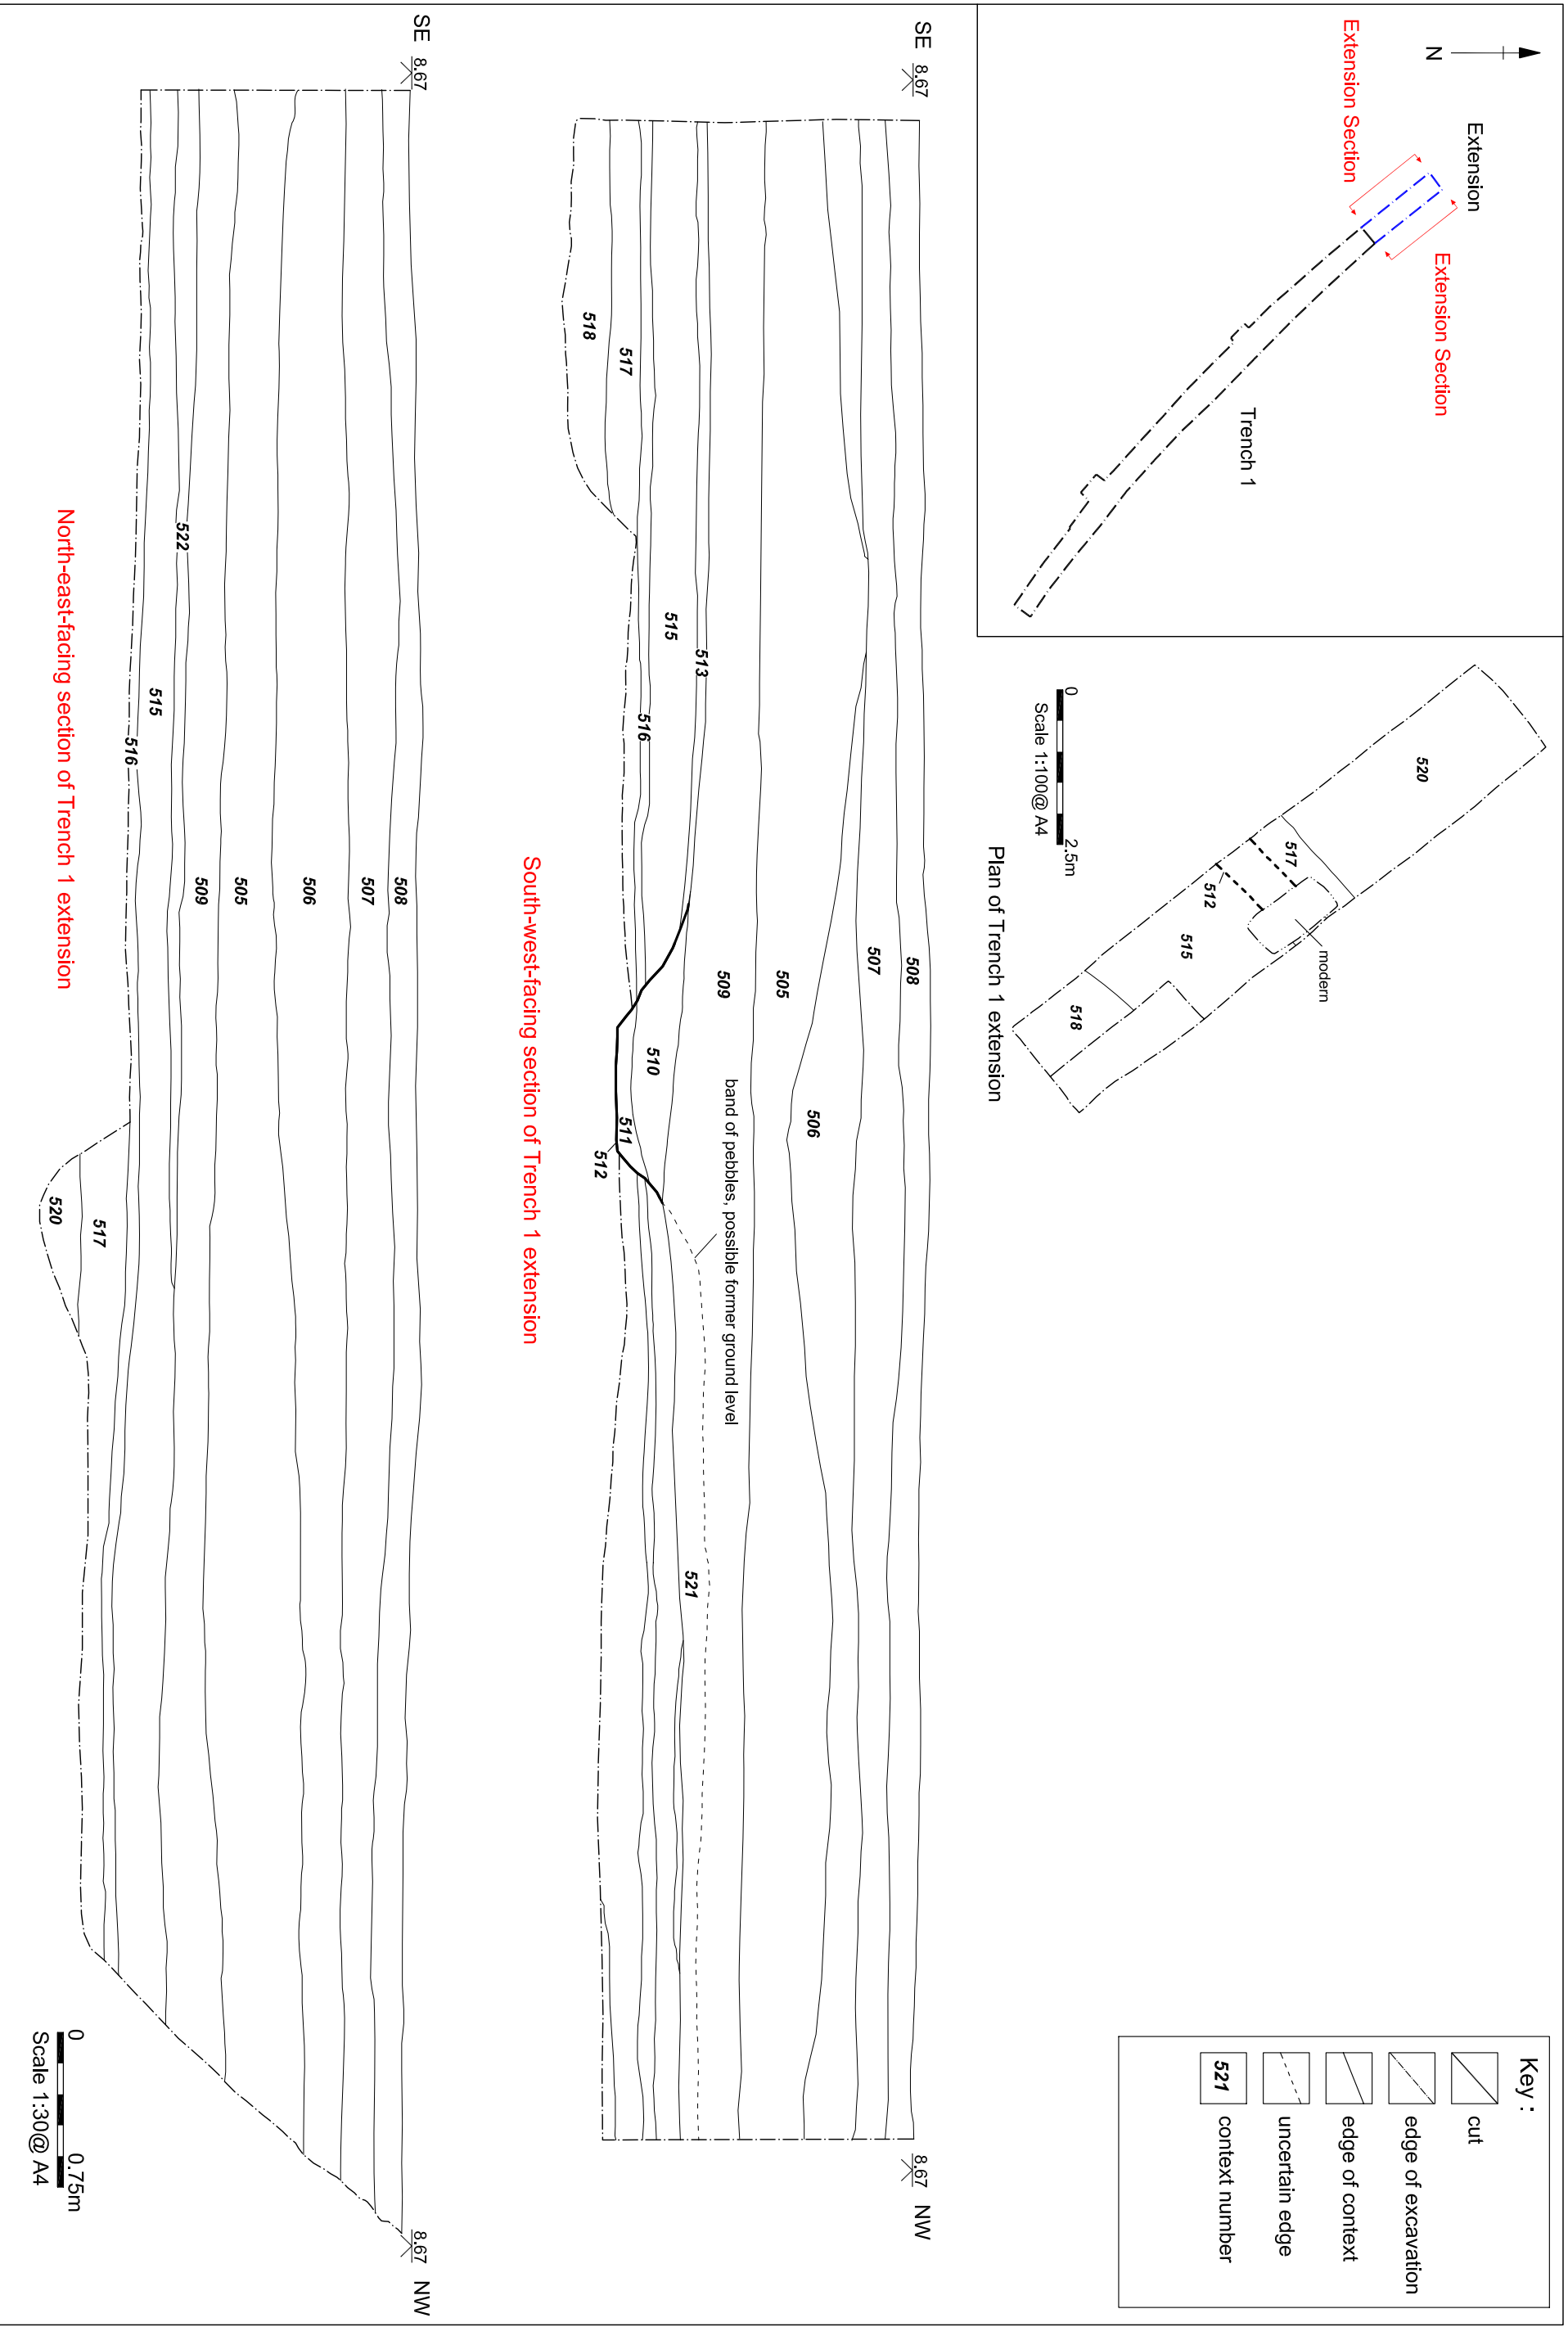 N
Extension
Extension Section
Extension Section
Trench 1
520
517
512
515
518
modern
0
2.5m
Scale 1:100@ A4
Plan of Trench 1 extension
Key :
cut
edge of excavation
edge of context
uncertain edge
521
context number
SE
8.67
8.67
NW
508
507
506
505
509
band of pebbles, possible former ground level
513
515
516
517
518
510
511
512
521
South-west-facing section of Trench 1 extension
SE
8.67
8.67
NW
508
507
506
505
509
522
515
516
517
520
North-east-facing section of Trench 1 extension
0
0.75m
Scale 1:30@ A4